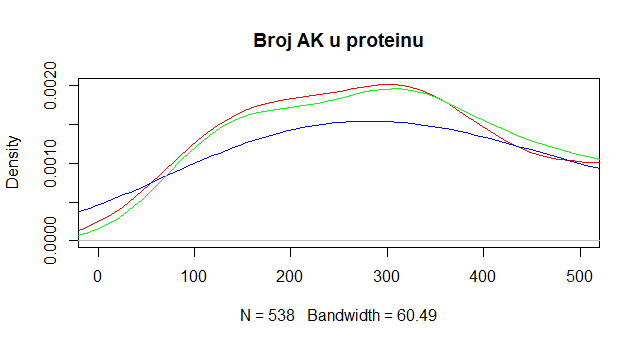 Broj AK u proteinu
Density
0.0020
0.0010
0.0000
0 100 200 300 400 500
N = 538 Bandwidth = 60.49